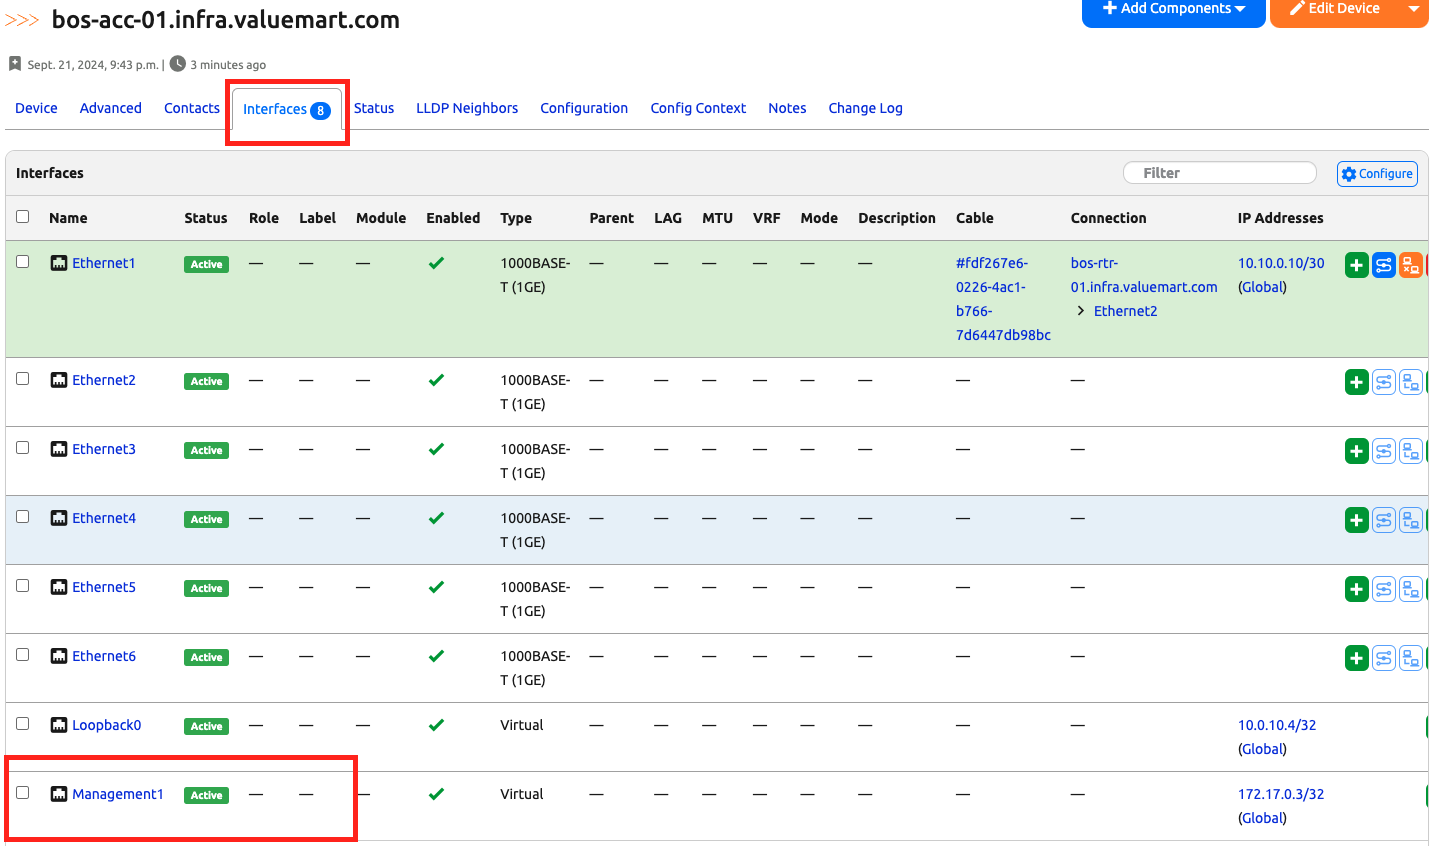 >>> bos-acc-01.infra.valuemart.com
Add Components
Edit Device
Sept. 21, 2024, 9:43 p.m. | 3 minutes ago
Device Advanced Contacts Interfaces 8 Status LLDP Neighbors Configuration Config Context Notes Change Log
Interfaces Filter Configure
Name Status Role Label Module Enabled Type Parent LAG MTU VRF Mode Description Cable Connection IP Addresses
Ethernet1 Active — — — 1000BASE- — — — — — — #fdf267e6- bos-rtr- 10.10.0.10/30
T (1GE) 0226-4ac1- 01.infra.valuemart.com (Global)
b766- > Ethernet2
7d6447db98bc
Ethernet2 Active — — — 1000BASE- — — — — — — — —
T (1GE)
Ethernet3 Active — — — 1000BASE- — — — — — — — —
T (1GE)
Ethernet4 Active — — — 1000BASE- — — — — — — — —
T (1GE)
Ethernet5 Active — — — 1000BASE- — — — — — — — —
T (1GE)
Ethernet6 Active — — — 1000BASE- — — — — — — — —
T (1GE)
Loopback0 Active — — — Virtual — — — — — — — — 10.0.10.4/32
(Global)
Management1 Active — — — Virtual — — — — — — — — 172.17.0.3/32
(Global)